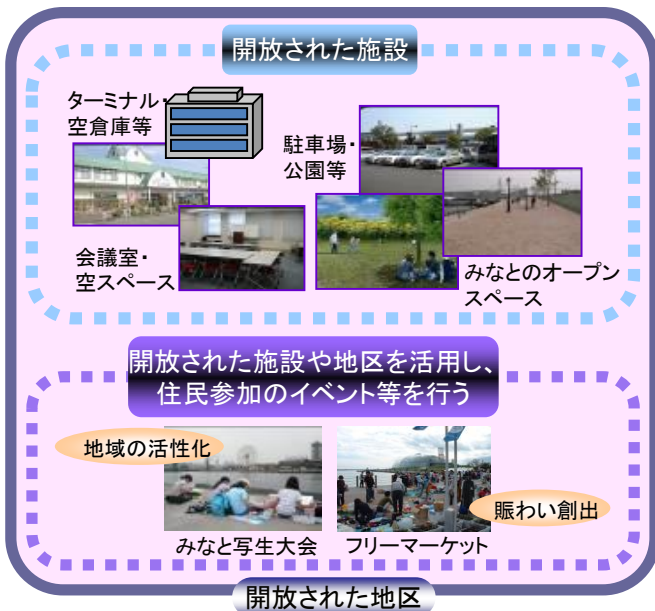 開放された施設
ターミナル・
空倉庫等
駐車場・
公園等
会議室・
空スペース
みなとのオープン
スペース
開放された施設や地区を活用し、
住民参加のイベント等を行う
地域の活性化
賑わい創出
みなと写生大会
フリーマーケット
開放された地区